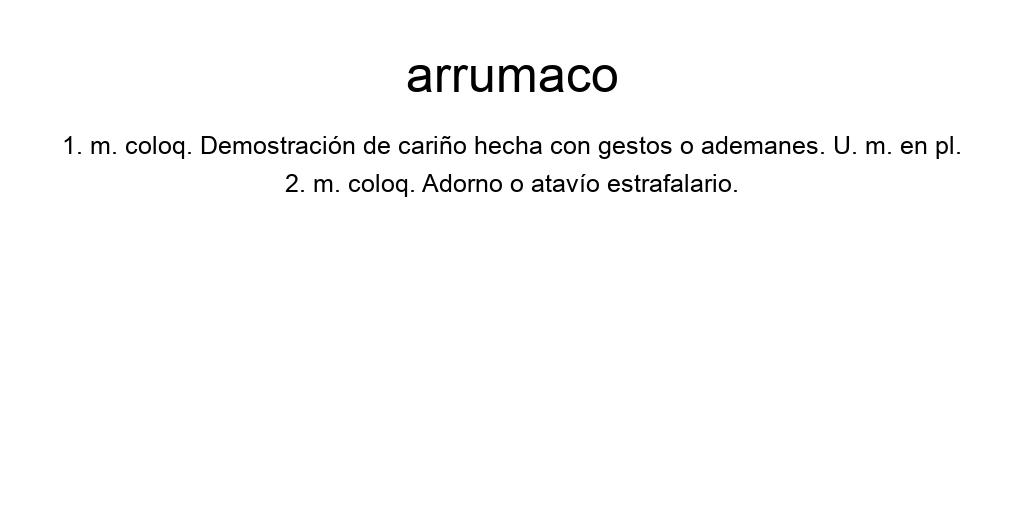 arrumaco
1. m. coloq. Demostración de cariño hecha con gestos o ademanes. U. m. en pl.
2. m. coloq. Adorno o atavío estrafalario.